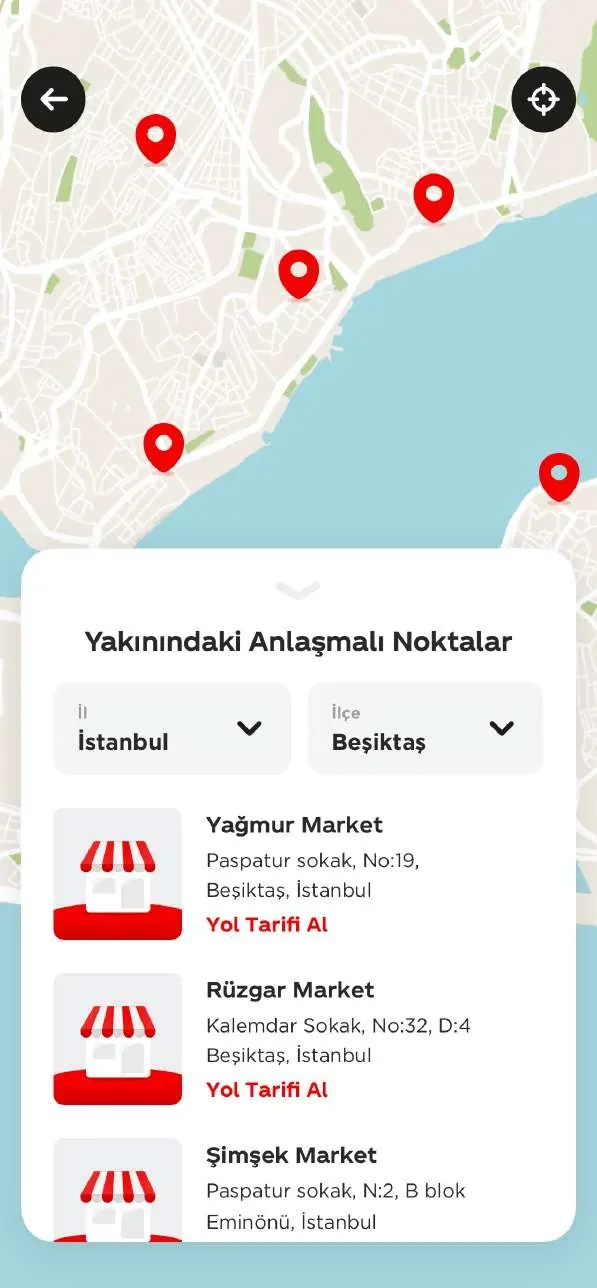 Yakınındaki Anlaşmalı Noktalar
İl
İstanbul
İlçe
Beşiktaş
Yağmur Market
Paspatur sokak, No:19,
Beşiktaş, İstanbul
Yol Tarifi Al
Rüzgar Market
Kalemdar Sokak, No:32, D:4
Beşiktaş, İstanbul
Yol Tarifi Al
Şimşek Market
Paspatur sokak, N:2, B blok
Eminönü, İstanbul